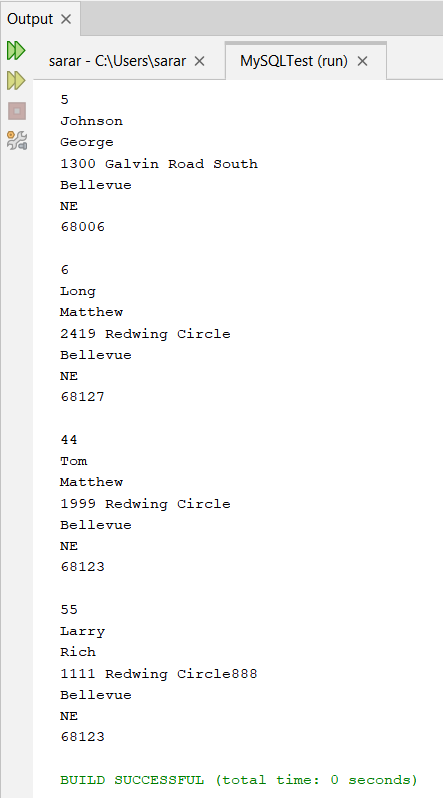 Output
sarar - C:\Users\sarar
MySQLTest (run)
5
Johnson
George
1300 Galvin Road South
Bellevue
NE
68006
6
Long
Matthew
2419 Redwing Circle
Bellevue
NE
68127
44
Tom
Matthew
1999 Redwing Circle
Bellevue
NE
68123
55
Larry
Rich
1111 Redwing Circle888
Bellevue
NE
68123
BUILD SUCCESSFUL (total time: 0 seconds)